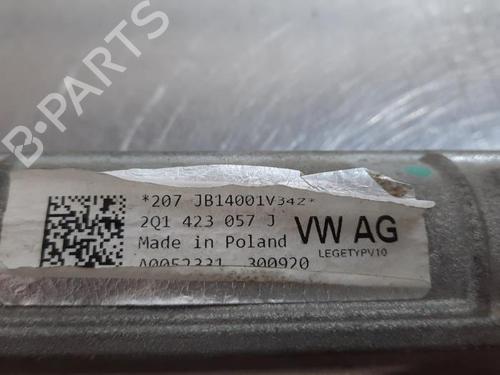 B-PARTS
*207 JB14001V342*
2Q1 423 057 J
Made in Poland
VW AG
LEGETYPV10
A0052331 300920